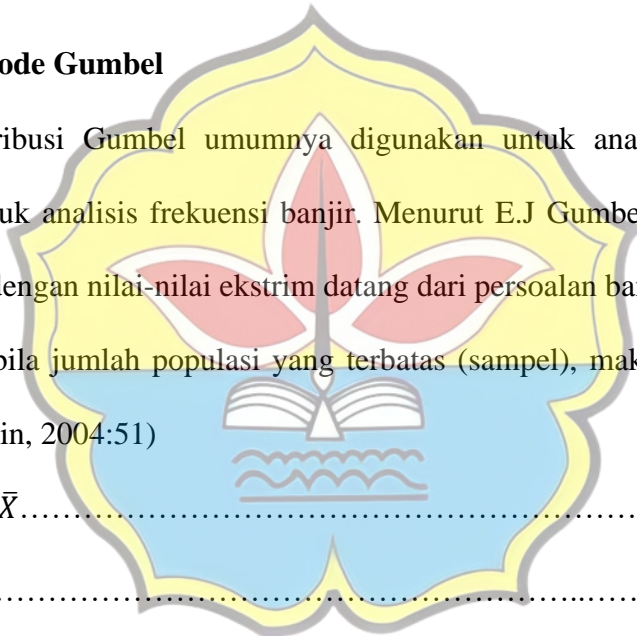 ode Gumbel
ribusi Gumbel umumnya digunakan untuk ana
uk analisis frekuensi banjir. Menurut E.J Gumbe
dengan nilai-nilai ekstrim datang dari persoalan ban
bila jumlah populasi yang terbatas (sampel), mak
in, 2004:51)
X̄……………………………………………………………
……………………………………………..……